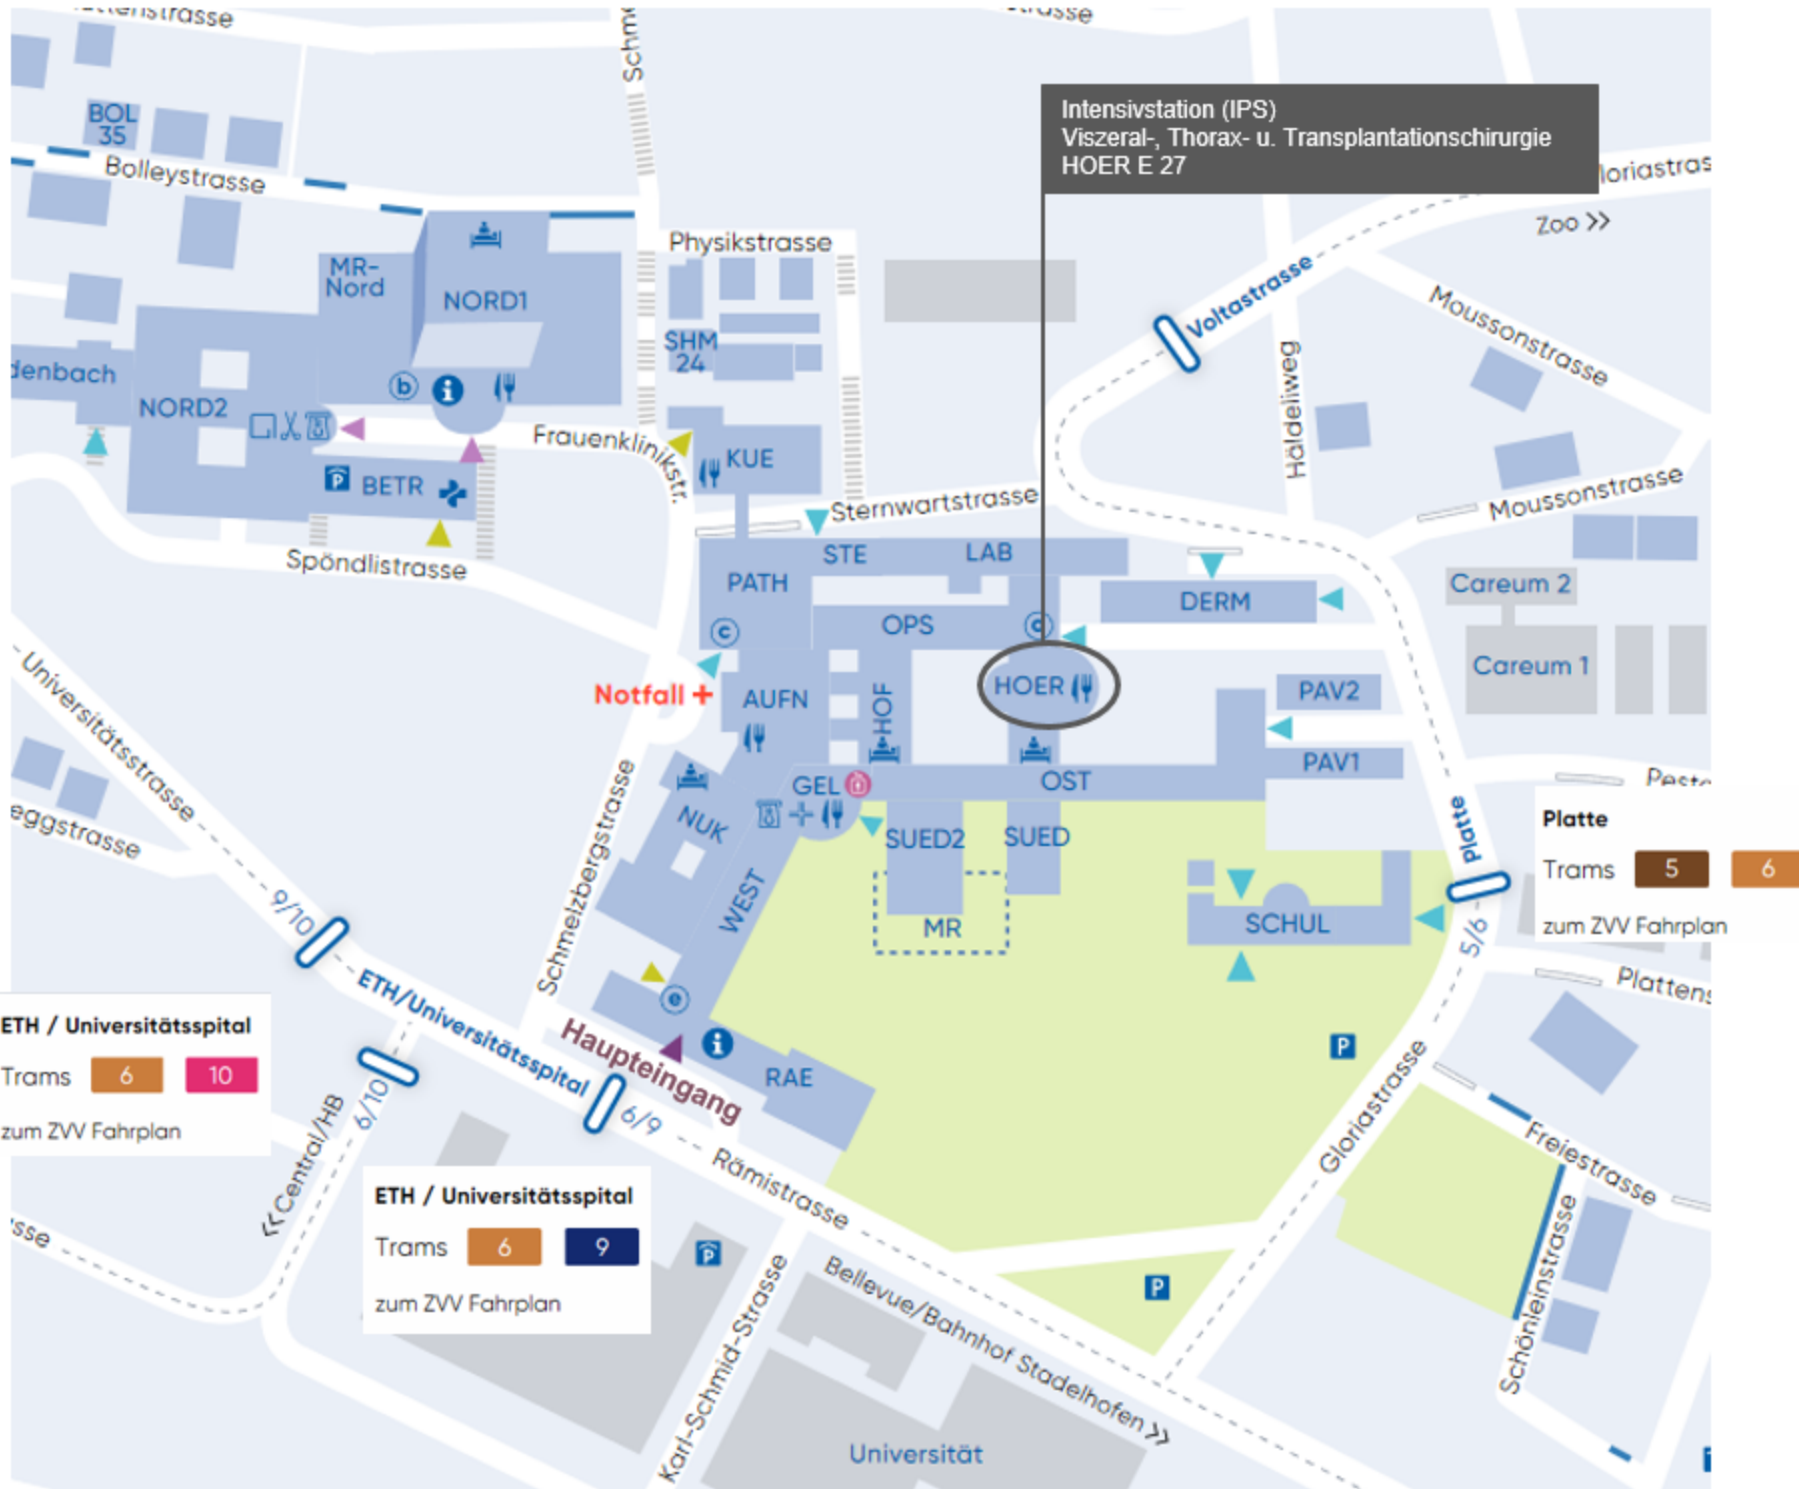 Intensivstation (IPS)
Viszeral-, Thorax- u. Transplantationschirurgie
HOER E 27
BOL
35
Bolleystrasse
Zoo >>
Physikstrasse
MR-
Nord
NORD1
Voltastrasse
Moussonstrasse
SHM
24
Häldeliweg
NORD2
b
i
Frauenklinikstr.
KUE
P
BETR
Sternwartstrasse
Moussonstrasse
Spöndlistrasse
STE
LAB
PATH
Careum 2
DERM
c
OPS
c
Universitätsstrasse
Careum 1
Notfall +
AUFN
HOF
HOER
PAV2
PAV1
GEL
OST
Schmelzbergstrasse
NUK
SUED2
SUED
Platte
Platte
Trams 5 6
zum ZVV Fahrplan
WEST
MR
SCHUL
9/10
5/6
ETH/Universitätsspital
e
ETH / Universitätsspital
Trams 6 10
zum ZVV Fahrplan
Haupteingang
i
RAE
P
6/10
6/9
<< Central/HB
Gloriastrasse
Freiestrasse
Rämistrasse
ETH / Universitätsspital
Trams 6 9
zum ZVV Fahrplan
P
P
Schönleinstrasse
Karl-Schmid-Strasse
Bellevue/Bahnhof Stadelhofen >>
Universität